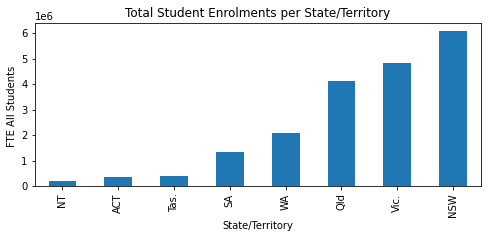 Total Student Enrolments per State/Territory
1e6
6
5
4
3
2
1
0
FTE All Students
NT
ACT
Tas.
SA
WA
Qld
Vic.
NSW
State/Territory